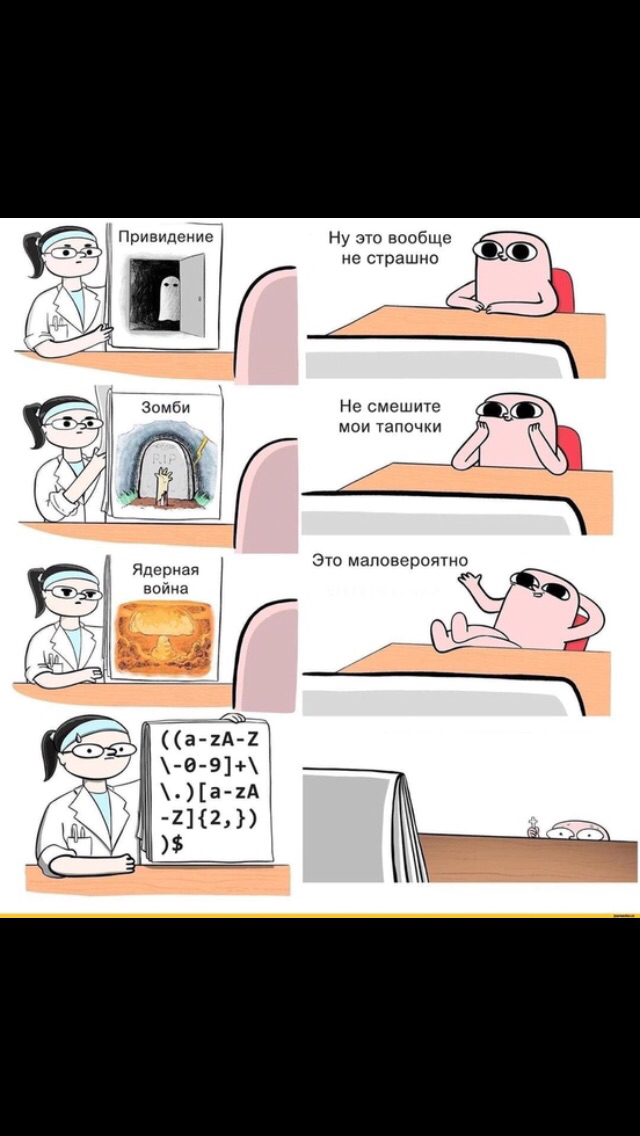 Привидение
Ну это вообще
не страшно
Зомби
RIP
Не смешите
мои тапочки
Ядерная
война
Это маловероятно
((a-zA-Z
\-0-9]+\
\.)[a-zA
-Z]{2,})
)$